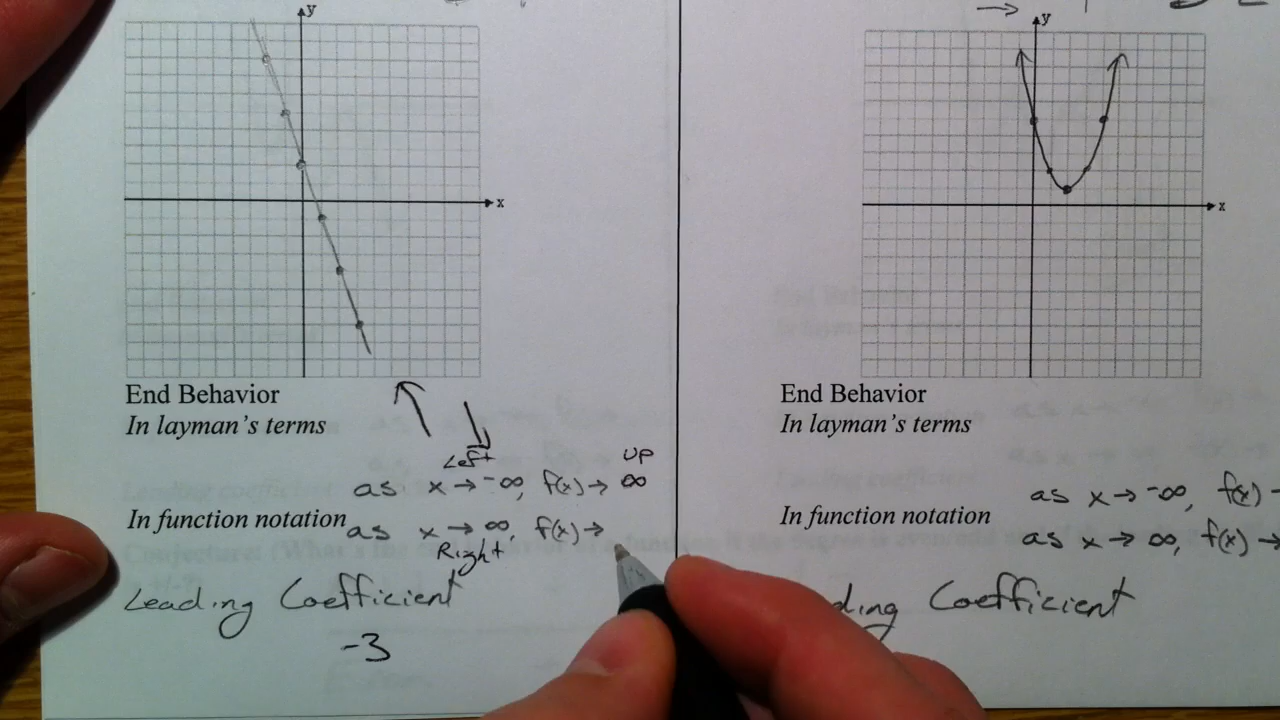 y
x
End Behavior
In layman's terms
Left
UP
as x → -∞, f(x) → ∞
In function notation
as x → ∞, f(x) →
Right
Leading Coefficient
-3
y
x
End Behavior
In layman's terms
as x → -∞, f(x)
In function notation
as x → ∞, f(x) →
ding Coefficient